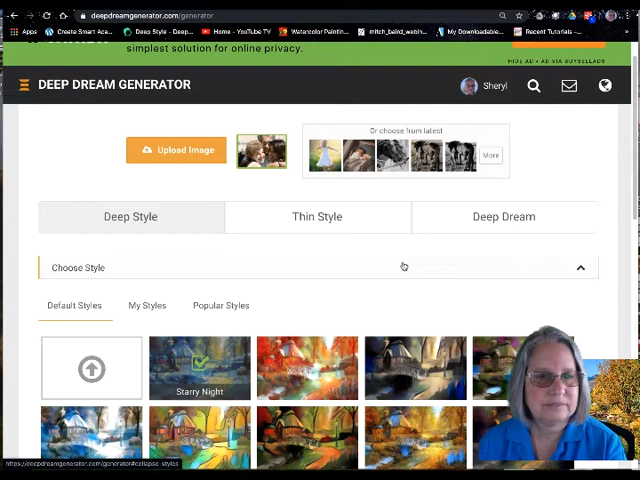 deepdreamgenerator.com/generator
Apps Create Smart Aca... Deep Style - Deep... Home - YouTube TV Watercolor Paintin... mitch_baird_webin... My Downloadable... Recent Tutorials –...
simplest solution for online privacy.
HIDE AD • AD VIA BUYSELLADS
DEEP DREAM GENERATOR
Sheryl
Upload Image
Or choose from latest
More
Deep Style
Thin Style
Deep Dream
Choose Style
Default Styles
My Styles
Popular Styles
Starry Night
https://deepdreamgenerator.com/generator#collapse_styles